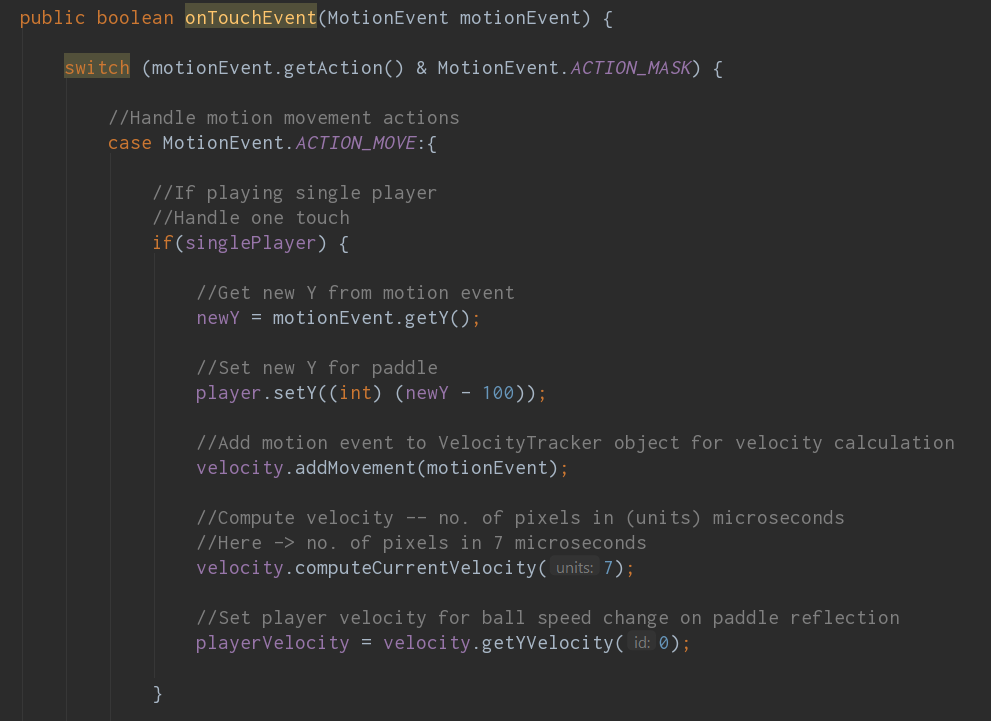 public boolean onTouchEvent(MotionEvent motionEvent) {
switch (motionEvent.getAction() & MotionEvent.ACTION_MASK) {
//Handle motion movement actions
case MotionEvent.ACTION_MOVE:{
//If playing single player
//Handle one touch
if(singlePlayer) {
//Get new Y from motion event
newY = motionEvent.getY();
//Set new Y for paddle
player.setY((int) (newY - 100));
//Add motion event to VelocityTracker object for velocity calculation
velocity.addMovement(motionEvent);
//Compute velocity -- no. of pixels in (units) microseconds
//Here -> no. of pixels in 7 microseconds
velocity.computeCurrentVelocity( units: 7);
//Set player velocity for ball speed change on paddle reflection
playerVelocity = velocity.getYVelocity( id: 0);
}